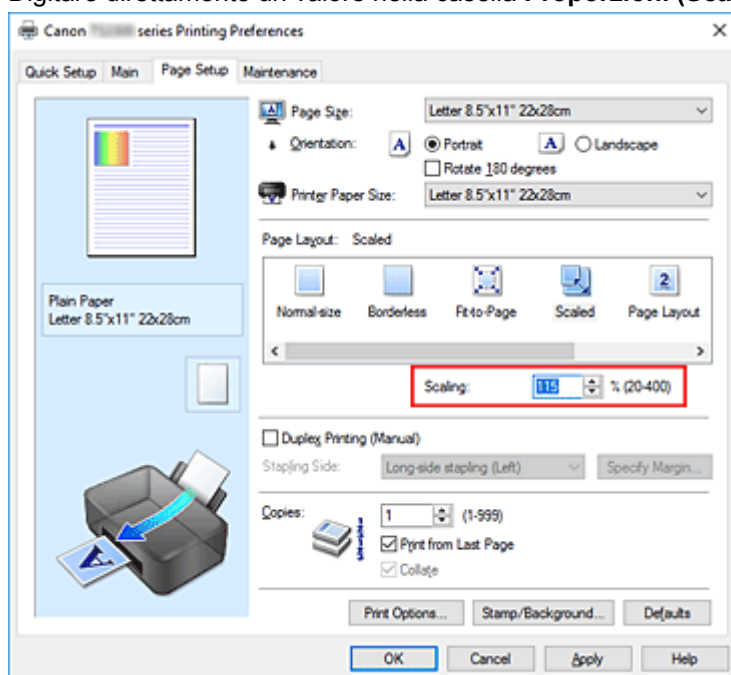 Digitare direttamente un valore nella casella
Canon series Printing Preferences
Quick Setup Main Page Setup Maintenance
Page Size: Letter 8.5"x11" 22x28cm
Orientation: A Portrait A Landscape
Rotate 180 degrees
Printer Paper Size: Letter 8.5"x11" 22x28cm
Page Layout: Scaled
Normal-size Borderless Fit-to-Page Scaled 2 Page Layout
Plain Paper
Letter 8.5"x11" 22x28cm
Scaling: 115 % (20-400)
Duplex Printing (Manual)
Stapling Side: Long-side stapling (Left) Specify Margin...
Copies: 1 (1-999)
Print from Last Page
Collate
Print Options... Stamp/Background... Defaults
OK Cancel Apply Help